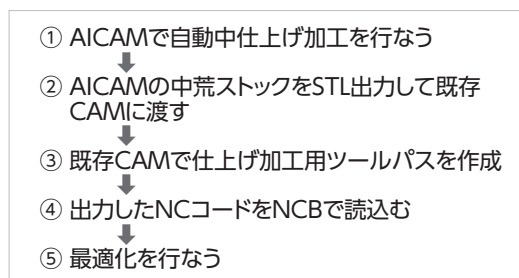 ① AICAMで自動中仕上げ加工を行なう
② AICAMの中荒ストックをSTL出力して既存
CAMに渡す
③ 既存CAMで仕上げ加工用ツールパスを作成
④ 出力したNCコードをNCBで読込む
⑤ 最適化を行なう